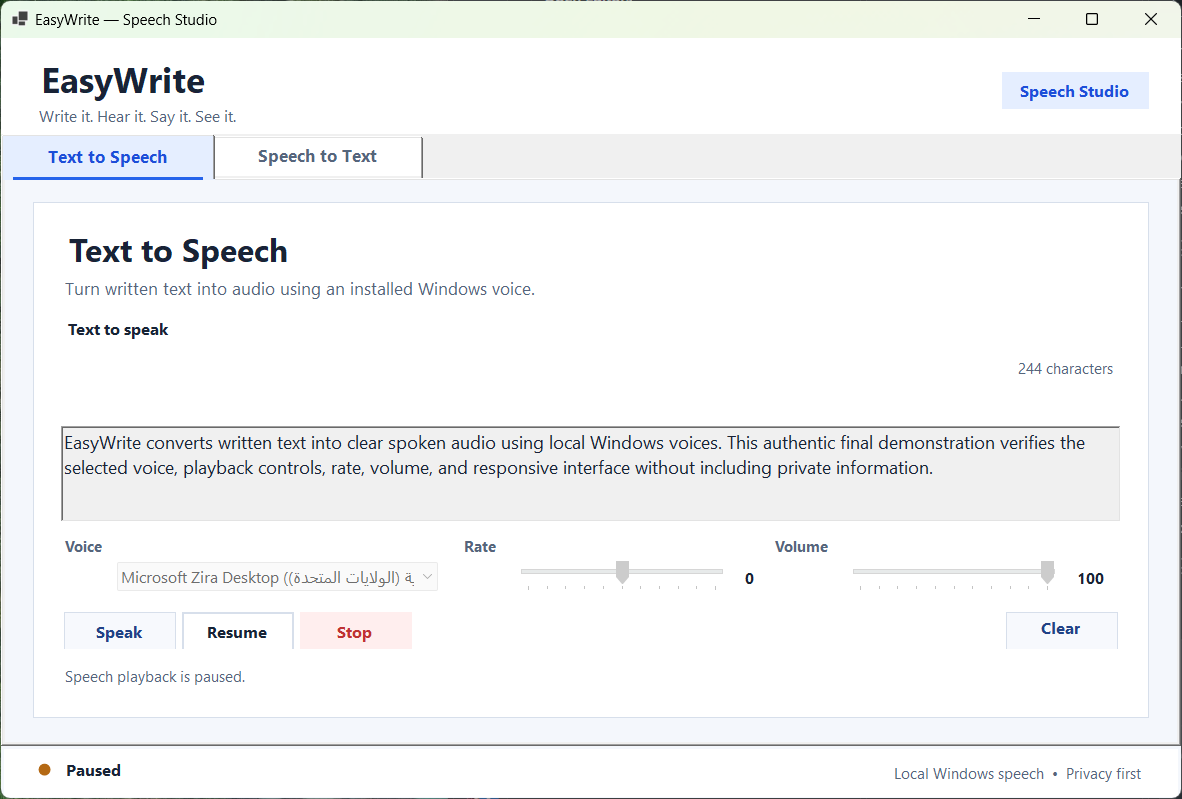 EasyWrite — Speech Studio
EasyWrite
Write it. Hear it. Say it. See it.
Speech Studio
Text to Speech
Speech to Text
Text to Speech
Turn written text into audio using an installed Windows voice.
Text to speak
244 characters
EasyWrite converts written text into clear spoken audio using local Windows voices. This authentic final demonstration verifies the
selected voice, playback controls, rate, volume, and responsive interface without including private information.
Voice
Microsoft Zira Desktop ((الولايات المتحدة) ية
Rate
0
Volume
100
Speak
Resume
Stop
Clear
Speech playback is paused.
Paused
Local Windows speech • Privacy first